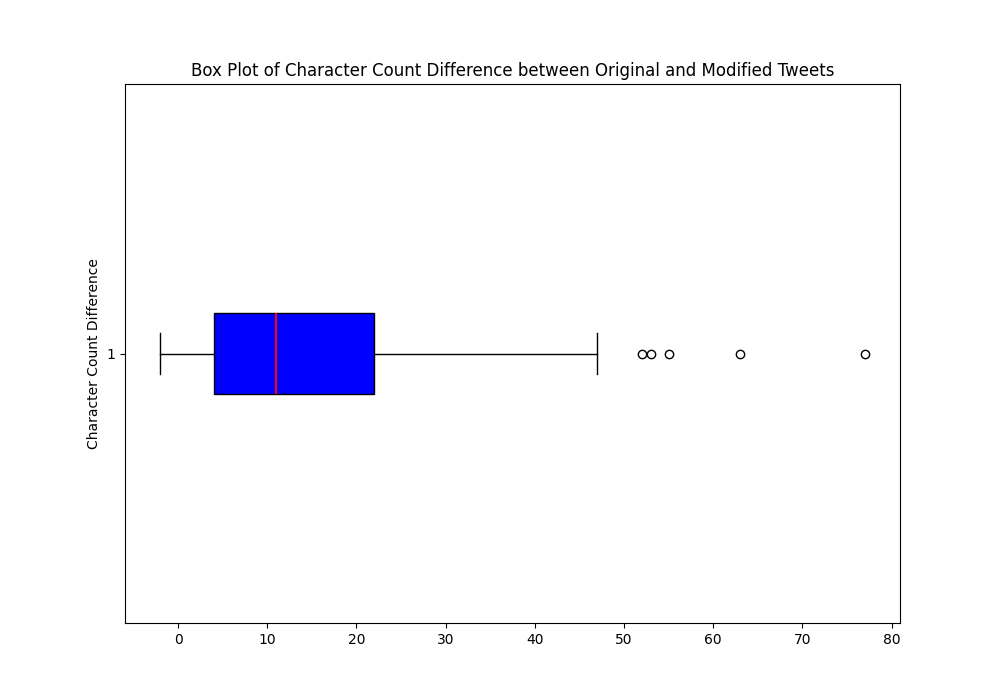 Box Plot of Character Count Difference between Original and Modified Tweets
Character Count Difference
1
0 10 20 30 40 50 60 70 80